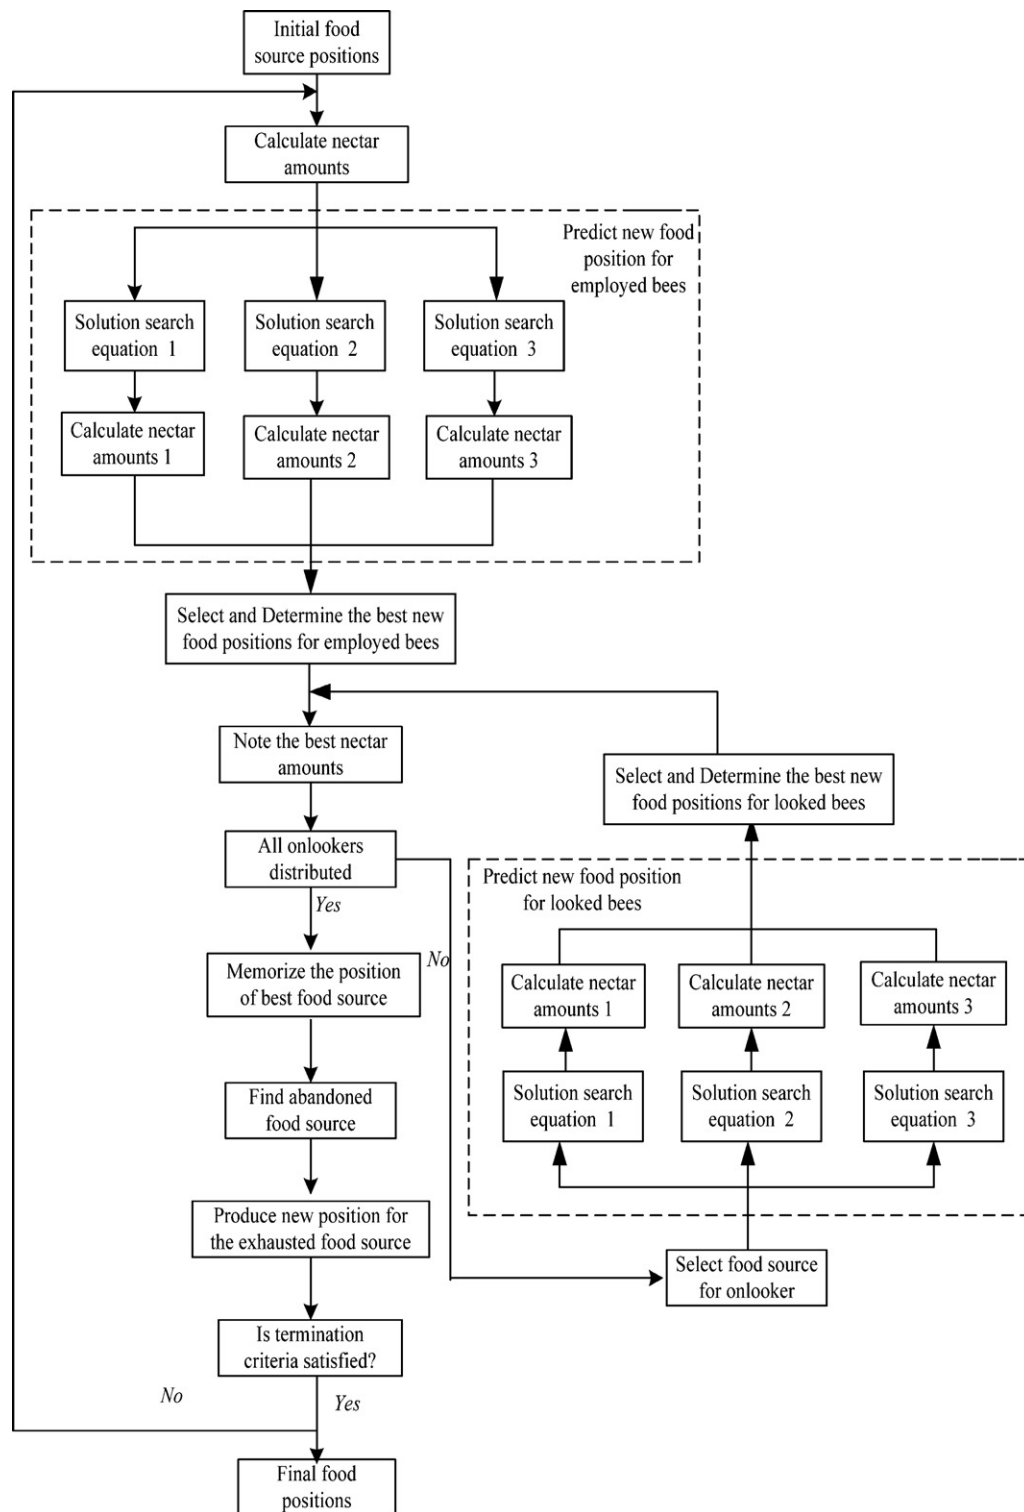 Initial food
source positions
Calculate nectar
amounts
Predict new food
position for
employed bees
Solution search
equation 1
Solution search
equation 2
Solution search
equation 3
Calculate nectar
amounts 1
Calculate nectar
amounts 2
Calculate nectar
amounts 3
Select and Determine the best new
food positions for employed bees
Note the best nectar
amounts
All onlookers
distributed
Yes
No
Memorize the position
of best food source
Find abandoned
food source
Produce new position for
the exhausted food source
Is termination
criteria satisfied?
No
Yes
Final food
positions
Select and Determine the best new
food positions for looked bees
Predict new food position
for looked bees
Calculate nectar
amounts 1
Calculate nectar
amounts 2
Calculate nectar
amounts 3
Solution search
equation 1
Solution search
equation 2
Solution search
equation 3
Select food source
for onlooker